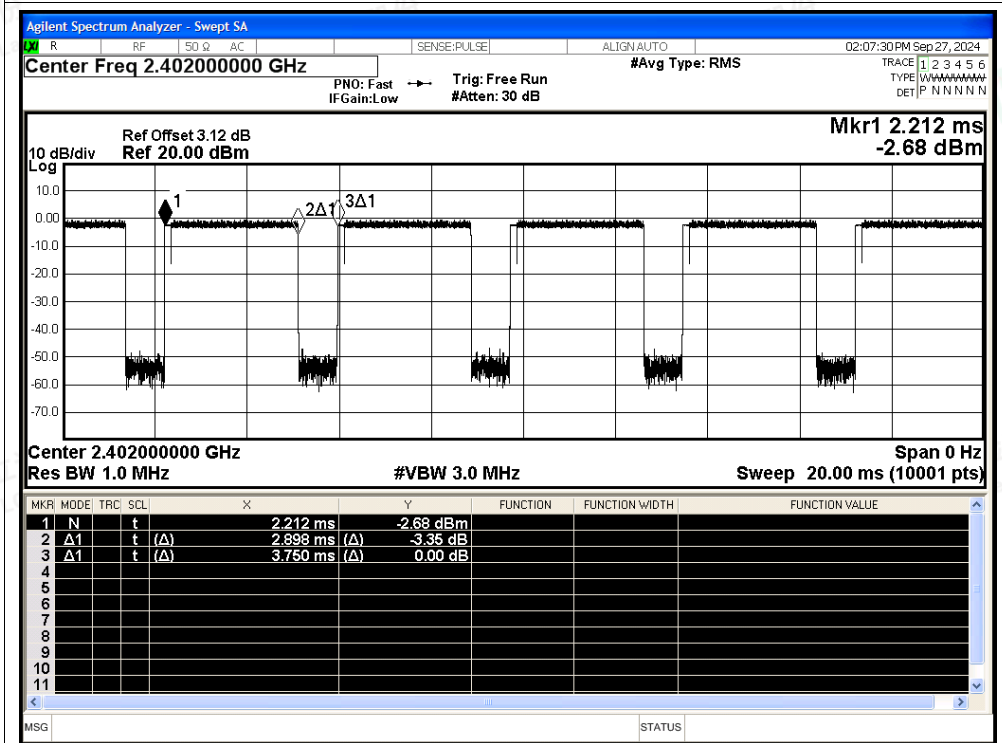 Agilent Spectrum Analyzer - Swept SA
LXI R RF 50 Ω AC SENSE:PULSE ALIGN AUTO 02:07:30 PM Sep 27, 2024
Center Freq 2.402000000 GHz #Avg Type: RMS TRACE 1 2 3 4 5 6
PNO: Fast Trig: Free Run TYPE W
IFGain:Low #Atten: 30 dB DET P N N N N N
Mkr1 2.212 ms
Ref Offset 3.12 dB
10 dB/div Ref 20.00 dBm -2.68 dBm
Log
10.0
1 2Δ1 3Δ1
0.00
-10.0
-20.0
-30.0
-40.0
-50.0
-60.0
-70.0
Center 2.402000000 GHz Span 0 Hz
Res BW 1.0 MHz #VBW 3.0 MHz Sweep 20.00 ms (10001 pts)
MKR MODE TRC SCL X Y FUNCTION FUNCTION WIDTH FUNCTION VALUE
1 N t 2.212 ms -2.68 dBm
2 Δ1 t (Δ) 2.898 ms (Δ) -3.35 dB
3 Δ1 t (Δ) 3.750 ms (Δ) 0.00 dB
4
5
6
7
8
9
10
11
MSG STATUS